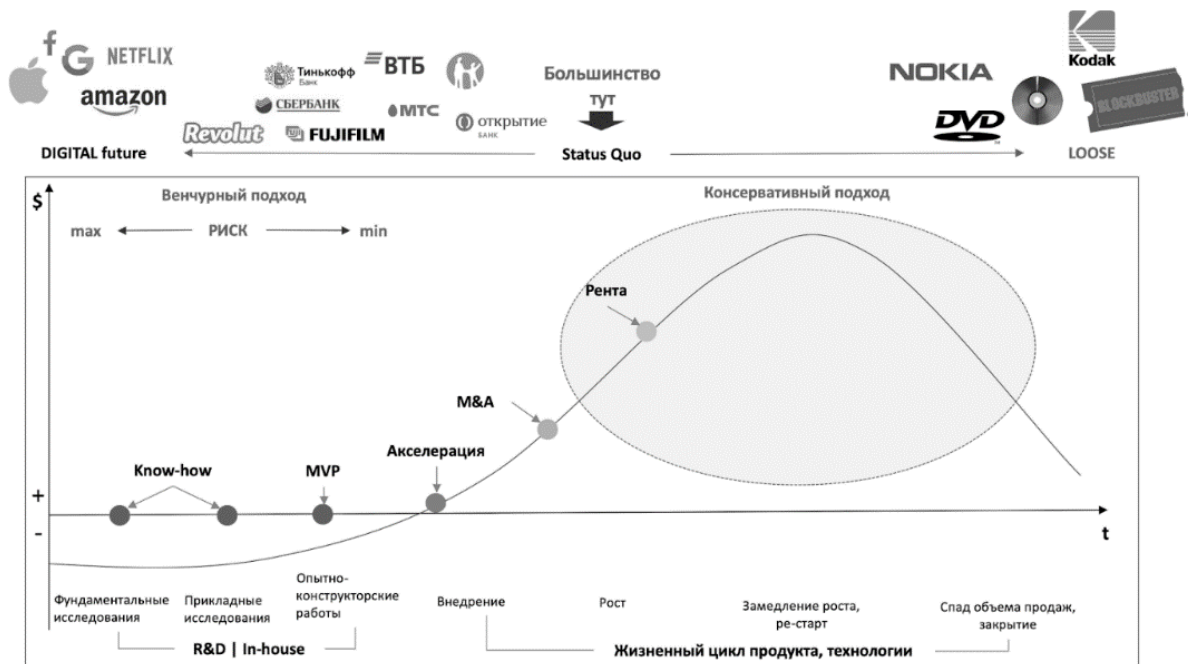 f
G
NETFLIX
amazon
Тинькофф
Банк
СБЕРБАНК
ВТБ
МТС
открытие
БАНК
Revolut
FUJIFILM
Большинство
тут
NOKIA
DVD
Kodak
BLOCKBUSTER
DIGITAL future
Status Quo
LOOSE
$
Венчурный подход
Консервативный подход
max
РИСК
min
Рента
M&A
Акселерация
Know-how
MVP
+
-
t
Фундаментальные
исследования
Прикладные
исследования
Опытно-
конструкторские
работы
Внедрение
Рост
Замедление роста,
ре-старт
Спад объема продаж,
закрытие
R&D | In-house
Жизненный цикл продукта, технологии